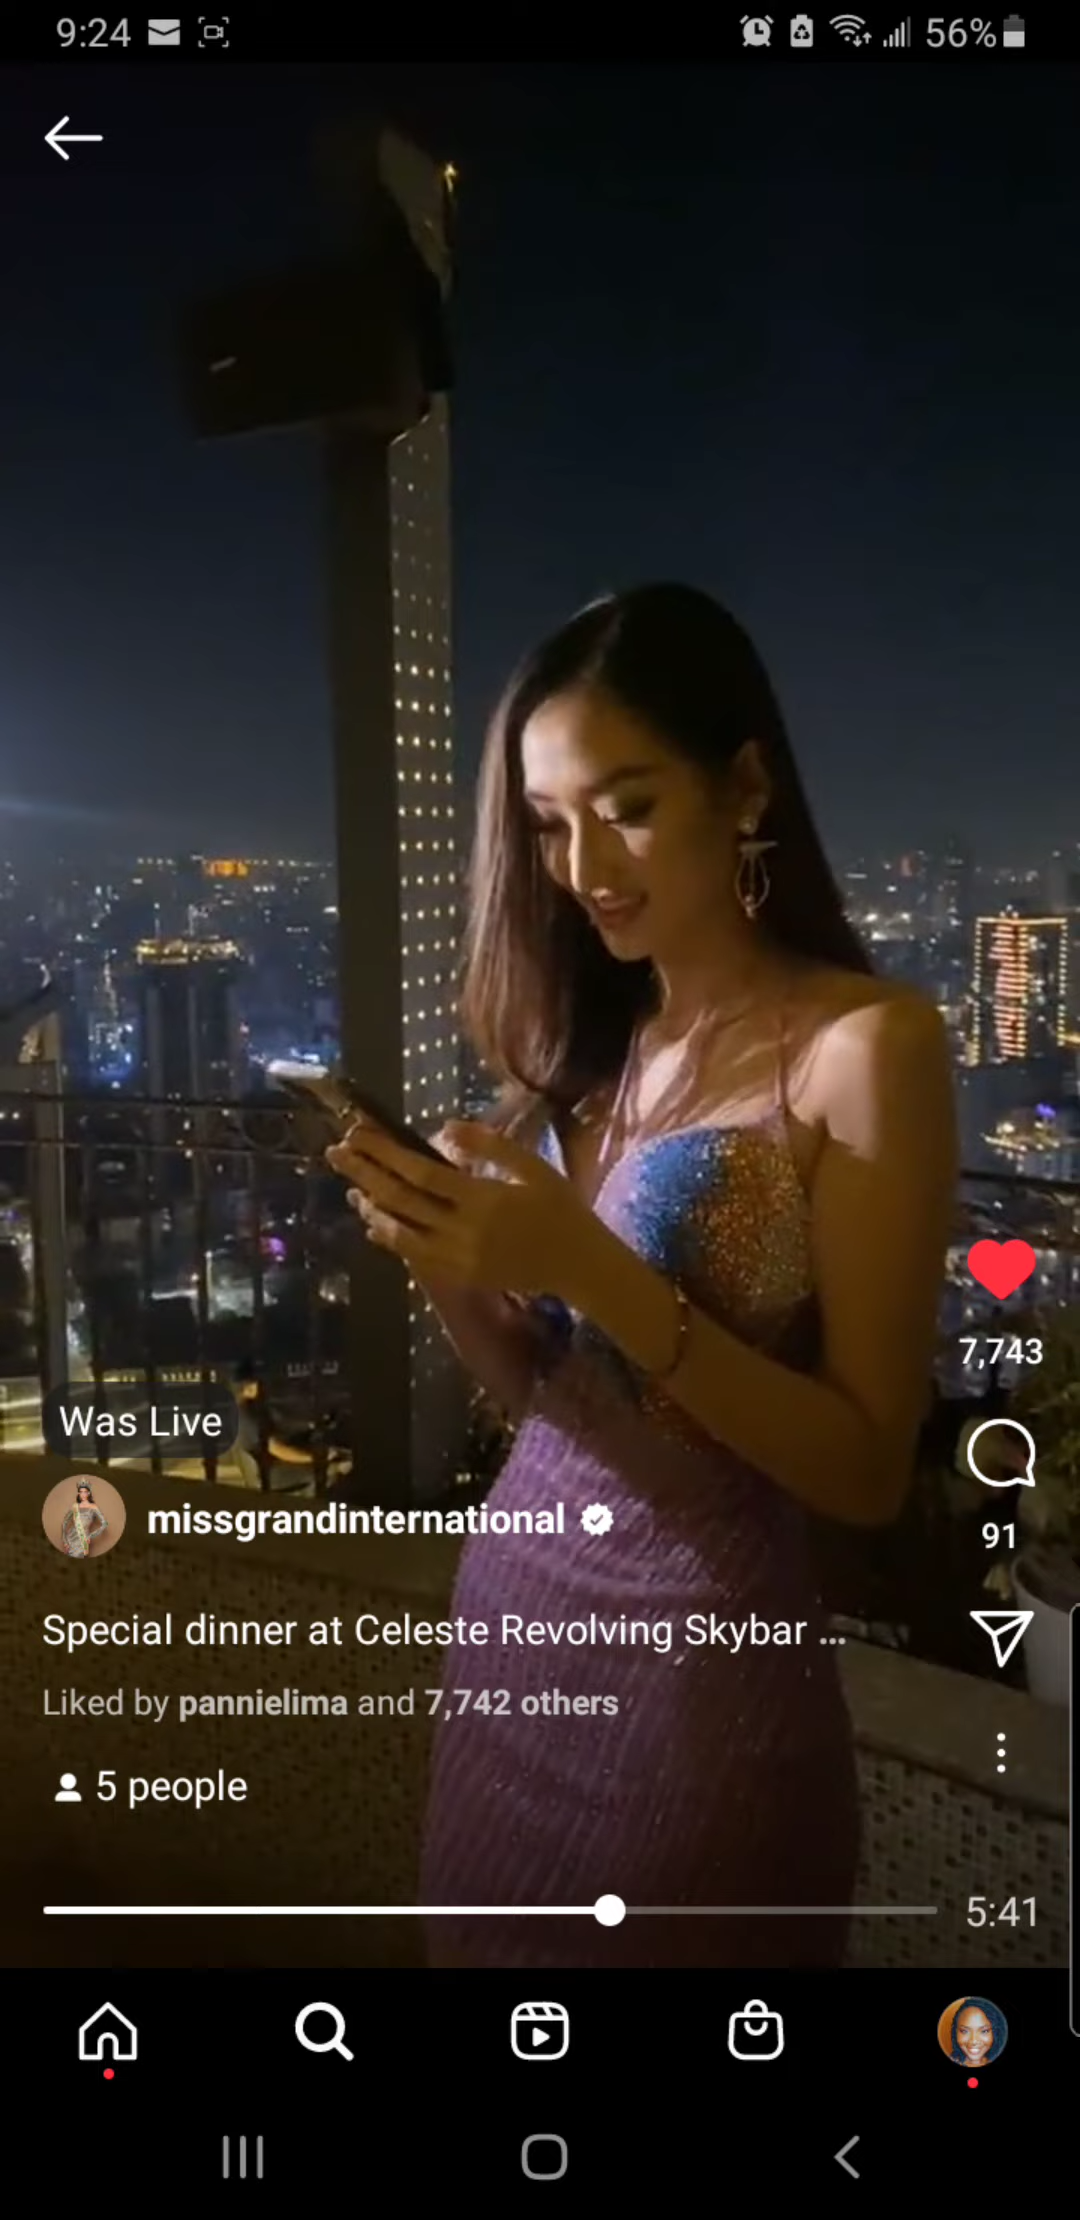 9:24
56%
Was Live
missgrandinternational
Special dinner at Celeste Revolving Skybar ...
Liked by pannielima and 7,742 others
5 people
7,743
91
5:41